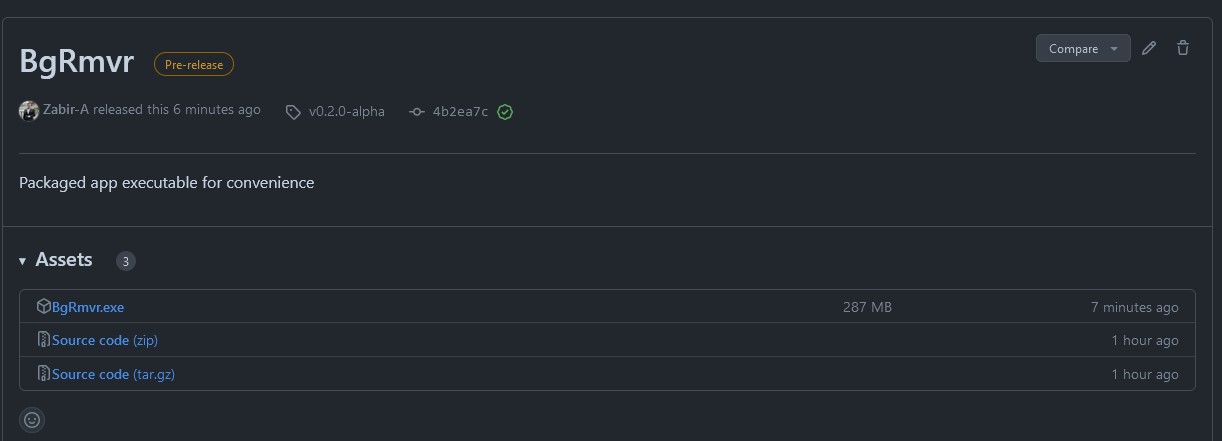 BgRmvr Pre-release Compare
Zabir-A released this 6 minutes ago v0.2.0-alpha 4b2ea7c
Packaged app executable for convenience
Assets 3
BgRmvr.exe 287 MB 7 minutes ago
Source code (zip) 1 hour ago
Source code (tar.gz) 1 hour ago